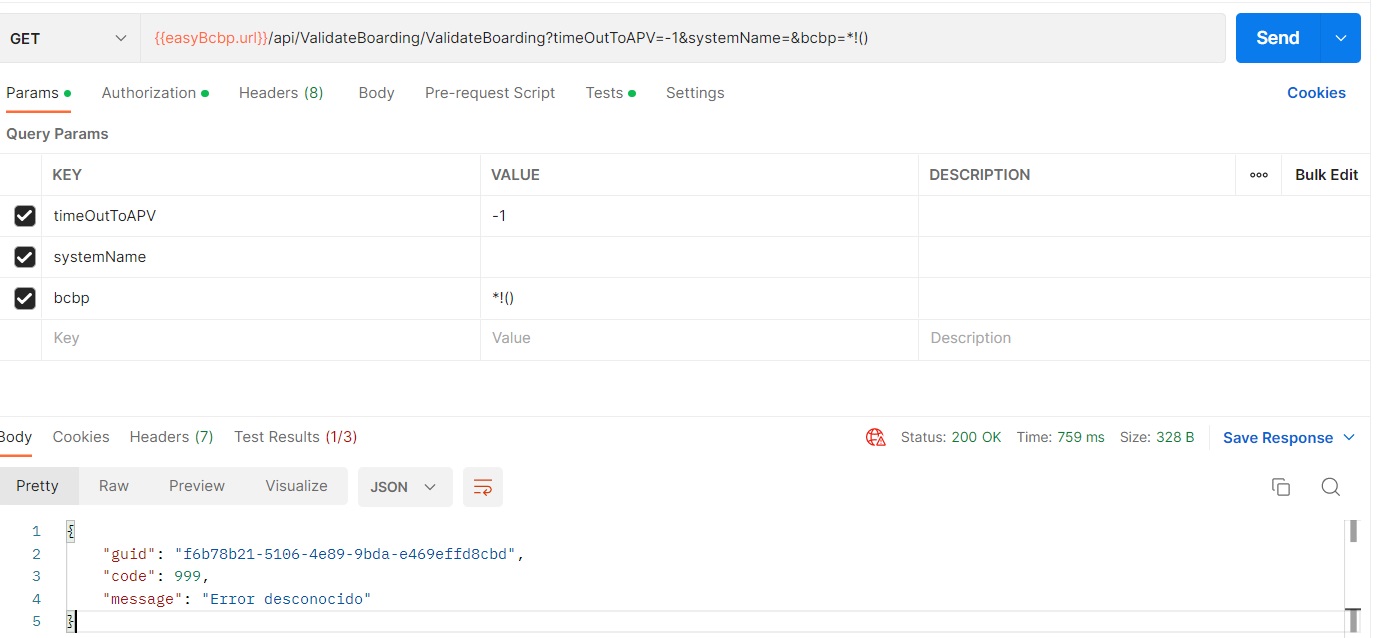 GET {{easyBcbp.url}}/api/ValidateBoarding/ValidateBoarding?timeOutToAPV=-1&systemName=&bcbp=*!() Send
Params Authorization Headers (8) Body Pre-request Script Tests Settings Cookies
Query Params
KEY VALUE DESCRIPTION ooo Bulk Edit
timeOutToAPV -1
systemName
bcbp *!()
Key Value Description
Body Cookies Headers (7) Test Results (1/3) Status: 200 OK Time: 759 ms Size: 328 B Save Response
Pretty Raw Preview Visualize JSON
1 {
2 "guid": "f6b78b21-5106-4e89-9bda-e469effd8cbd",
3 "code": 999,
4 "message": "Error desconocido"
5 }